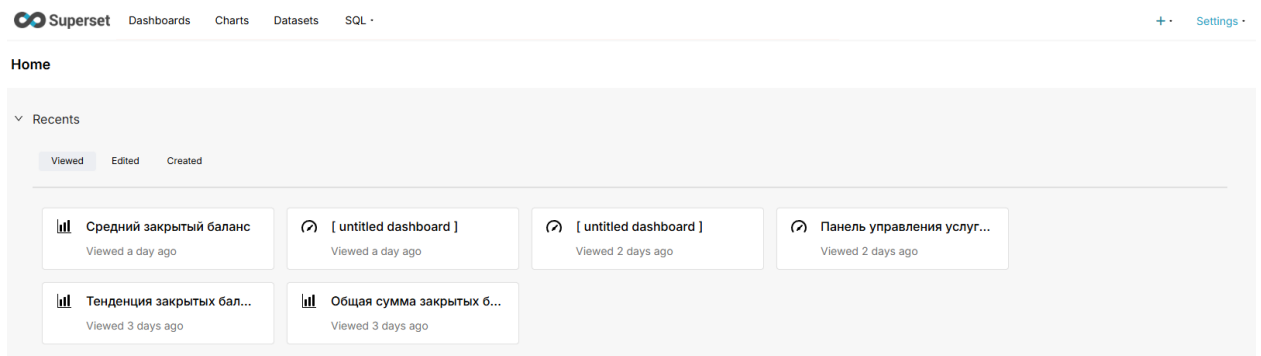 Superset Dashboards Charts Datasets SQL + Settings
Home
Recents
Viewed Edited Created
Средний закрытый баланс
Viewed a day ago
[ untitled dashboard ]
Viewed a day ago
[ untitled dashboard ]
Viewed 2 days ago
Панель управления услуг...
Viewed 2 days ago
Тенденция закрытых бал...
Viewed 3 days ago
Общая сумма закрытых б...
Viewed 3 days ago